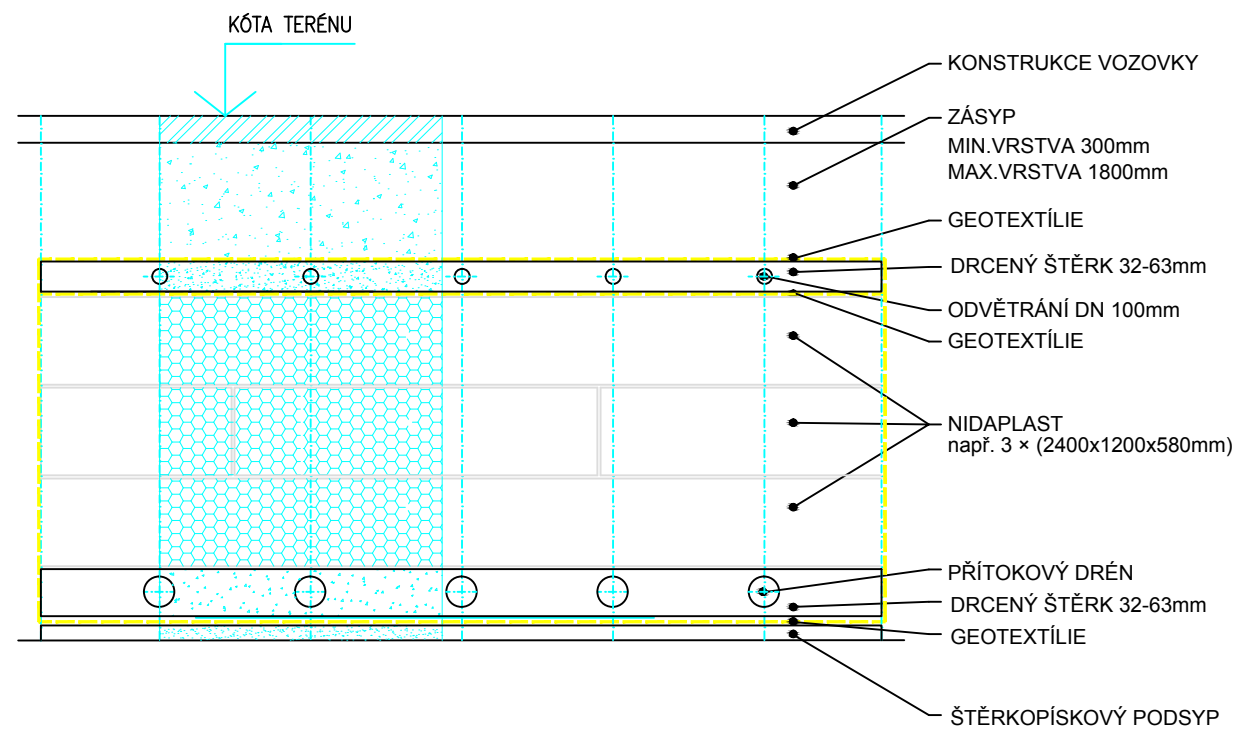 KÓTA TERÉNU
KONSTRUKCE VOZOVKY
ZÁSYP
MIN.VRSTVA 300mm
MAX.VRSTVA 1800mm
GEOTEXTÍLIE
DRCENÝ ŠTĚRK 32-63mm
ODVĚTRÁNÍ DN 100mm
GEOTEXTÍLIE
NIDAPLAST
např. 3 × (2400x1200x580mm)
PŘÍTOKOVÝ DRÉN
DRCENÝ ŠTĚRK 32-63mm
GEOTEXTÍLIE
ŠTĚRKOPÍSKOVÝ PODSYP